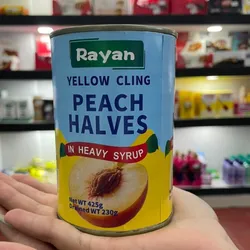 Rayan
YELLOW CLING
PEACH
HALVES
IN HEAVY SYRUP
Net WT 425g
Drained WT 230g